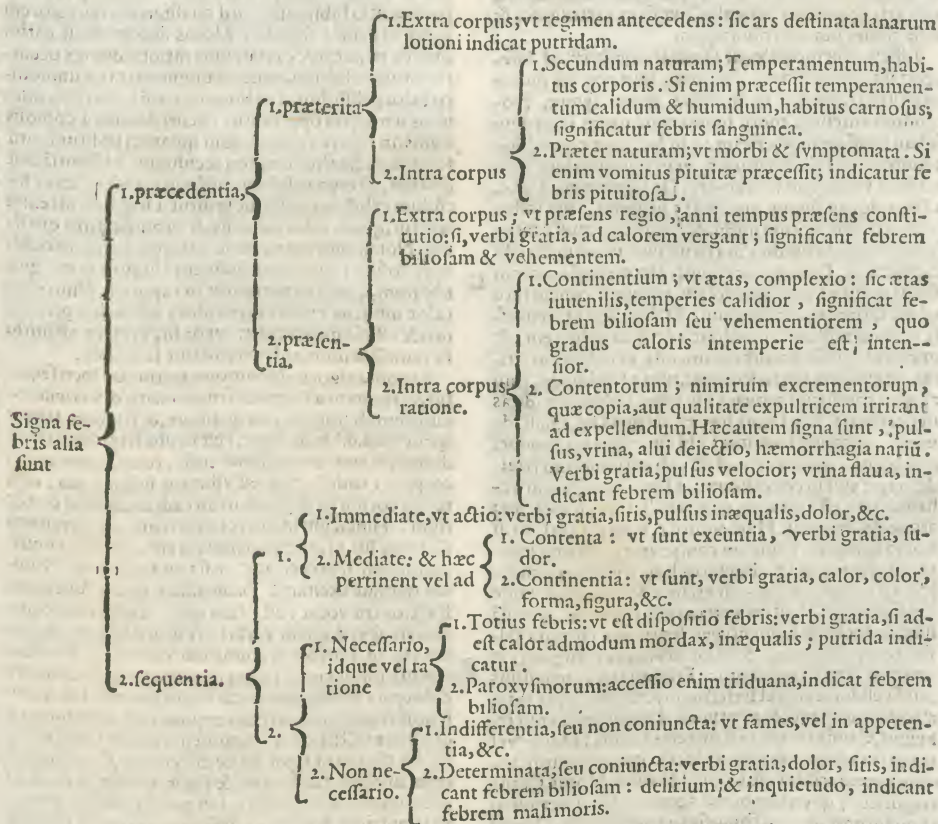 1.Extra corpus; vt regimen antecedens: ſic ars deſtinata lanarum
lotioni indicat putridam.
1.præterita
1.Secundum naturam; Temperamentum, habi-
tus corporis. Si enim præceſſit temperamen-
tum calidum & humidum, habitus carnoſus;
ſignificatur febris ſanguinea.
2.Intra corpus
2.Præter naturam; vt morbi & ſymptomata. Si
enim vomitus pituitæ præceſſit; indicatur fe
bris pituitoſa.
1.præcedentia,
1.Extra corpus; vt præſens regio, anni tempus præſens conſti-
tutio: ſi, verbi gratia, ad calorem vergant; ſignificant febrem
bilioſam & vehementem.
2.præſen-
tia.
1.Continentium; vt ætas, complexio: ſic ætas
iuuenilis, temperies calidior, ſignificat fe-
brem bilioſam ſeu vehementiorem, quo
gradus caloris intemperie eſt; inten--
ſior.
2.Intra corpus
ratione.
2. Contentorum; nimirum excrementorum,
quæ copia, aut qualitate expultricem irritant
ad expellendum. Hæc autem ſigna ſunt, pul-
ſus, vrina, alui deiectio, hæmorrhagia nariū.
Verbi gratia, pulſus velocior; vrina flaua, in-
dicant febrem bilioſam.
Signa fe-
bris alia
ſunt
1.
1.Immediate, vt actio: verbi gratia, ſitis, pulſus inæqualis, dolor, &c.
2.Mediate: & hæc
pertinent vel ad
1. Contenta: vt ſunt exeuntia, verbi gratia, ſu-
dor.
2.Continentia: vt ſunt, verbi gratia, calor, color,
forma, figura, &c.
2.ſequentia.
2.
1. Neceſſario,
idque vel ra
tione
1.Totius febris: vt eſt diſpoſitio febris: verbi gratia, ſi ad-
eſt calor admodum mordax, inæqualis; putrida indi-
catur.
2.Paroxyſmorum: acceſſio enim triduana, indicat febrem
bilioſam.
2. Non ne-
ceſſario.
1.Indifferentia, ſeu non coniuncta: vt fames, vel in appeten-
tia, &c.
2.Determinata, ſeu coniuncta: verbi gratia, dolor, ſitis, indi-
cant febrem bilioſam: delirium, & inquietudo, indicant
febrem mali moris.